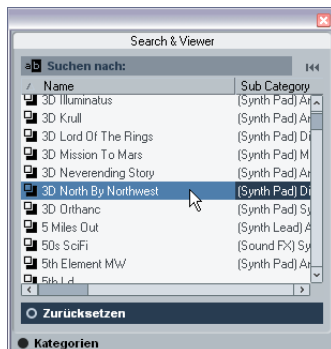 Search & Viewer
ab Suchen nach:
Name Sub Category
3D Illuminatus (Synth Pad) Ar
3D Krull (Synth Pad) Ar
3D Lord Of The Rings (Synth Pad) Di
3D Mission To Mars (Synth Pad) M
3D Neverending Story (Synth Pad) Ar
3D North By Northwest (Synth Pad) Di
3D Orthanc (Synth Pad) Sy
5 Miles Out (Synth Lead) A
50s SciFi (Sound FX) Sy
5th Element MW (Synth Pad) Ar
5th Ld
Zurücksetzen
Kategorien